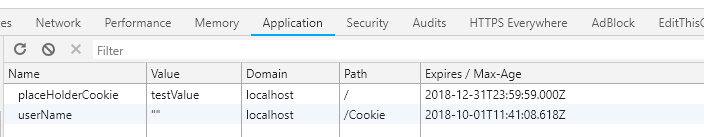 es Network Performance Memory Application Security Audits HTTPS Everywhere AdBlock EditThisC
Filter
Name Value Domain Path Expires / Max-Age
placeHolderCookie testValue localhost / 2018-12-31T23:59:59.000Z
userName "" localhost /Cookie 2018-10-01T11:41:08.618Z